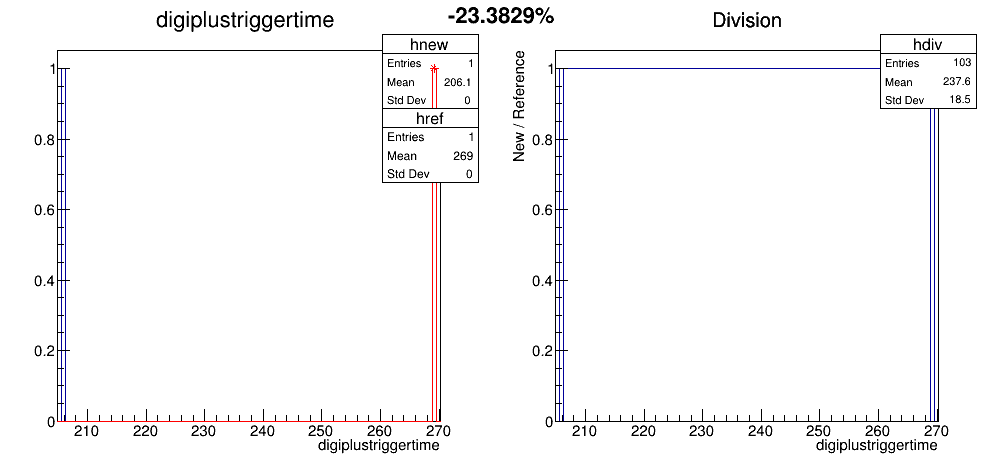 digiplustriggertime
-23.3829%
Division
hnew
Entries 1
Mean 206.1
Std Dev 0
href
Entries 1
Mean 269
Std Dev 0
1
0.8
0.6
0.4
0.2
0
210 220 230 240 250 260 270
digiplustriggertime
hdiv
Entries 103
Mean 237.6
Std Dev 18.5
New / Reference
1
0.8
0.6
0.4
0.2
0
210 220 230 240 250 260 270
digiplustriggertime